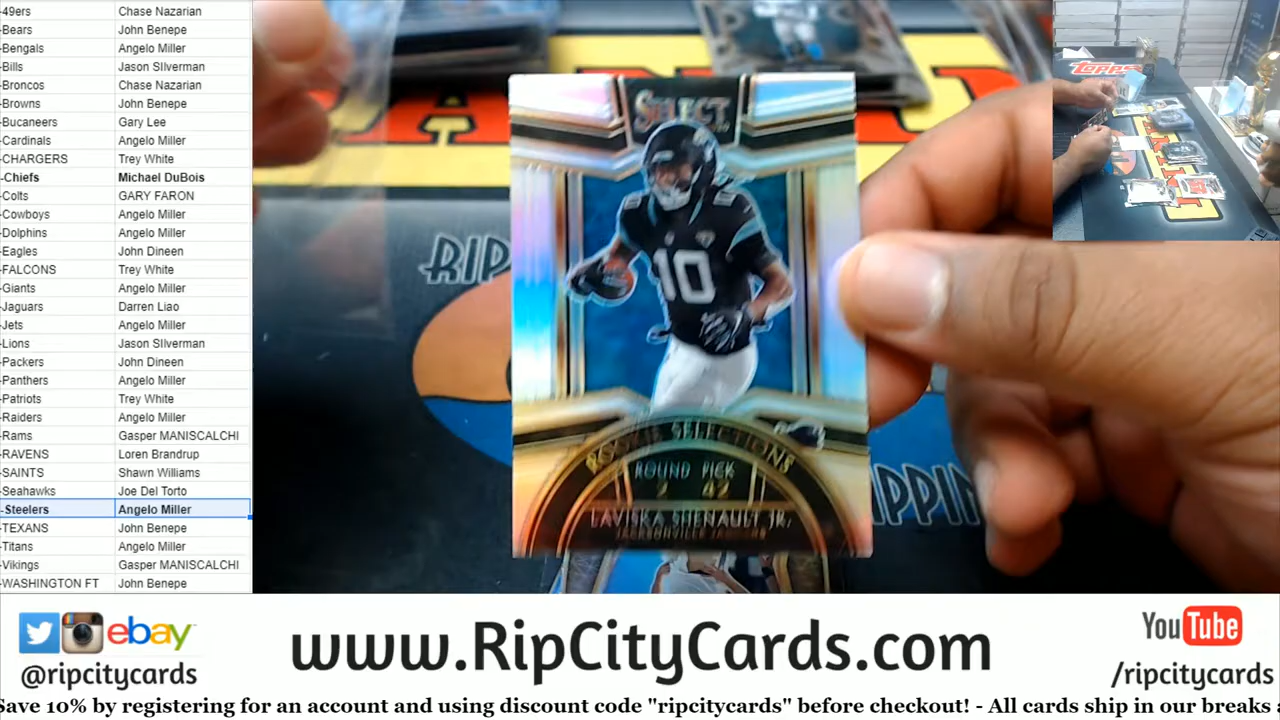 -49ers Chase Nazarian
-Bears John Benepe
-Bengals Angelo Miller
-Bills Jason SIlverman
-Broncos Chase Nazarian
-Browns John Benepe
-Bucaneers Gary Lee
-Cardinals Angelo Miller
-CHARGERS Trey White
-Chiefs Michael DuBois
-Colts GARY FARON
-Cowboys Angelo Miller
-Dolphins Angelo Miller
-Eagles John Dineen
-FALCONS Trey White
-Giants Angelo Miller
-Jaguars Darren Liao
-Jets Angelo Miller
-Lions Jason SIlverman
-Packers John Dineen
-Panthers Angelo Miller
-Patriots Trey White
-Raiders Angelo Miller
-Rams Gasper MANISCALCHI
-RAVENS Loren Brandrup
-SAINTS Shawn Williams
-Seahawks Joe Del Torto
-Steelers Angelo Miller
-TEXANS John Benepe
-Titans Angelo Miller
-Vikings Gasper MANISCALCHI
-WASHINGTON FT John Benepe
SELECT
10
ROOKIE SELECTIONS
ROUND PICK
2 42
LAVISKA SHENAULT JR.
JACKSONVILLE JAGUARS
RIP
IPPIN
TOPPS
ebay
@ripcitycards
www.RipCityCards.com
YouTube
/ripcitycards
Save 10% by registering for an account and using discount code "ripcitycards" before checkout! - All cards ship in our breaks a